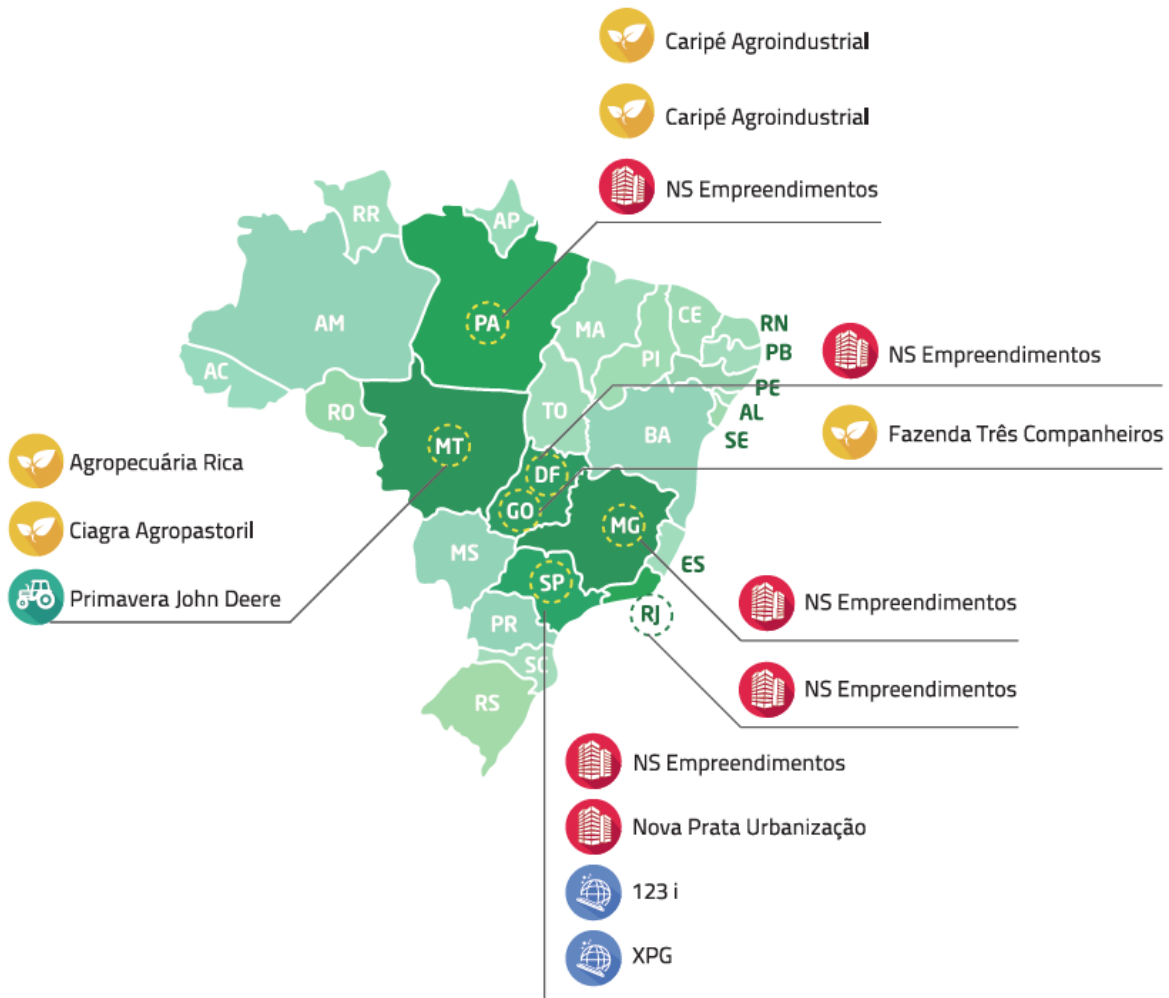 Caripé Agroindustrial
Caripé Agroindustrial
NS Empreendimentos
RR
AP
AM
PA
MA
CE
RN
PI
PB
NS Empreendimentos
AC
PE
RO
TO
AL
BA
SE
Fazenda Três Companheiros
MT
Agropecuária Rica
DF
GO
MG
Ciagra Agropastoril
MS
ES
SP
Primavera John Deere
NS Empreendimentos
RJ
PR
SC
NS Empreendimentos
RS
NS Empreendimentos
Nova Prata Urbanização
123 i
XPG